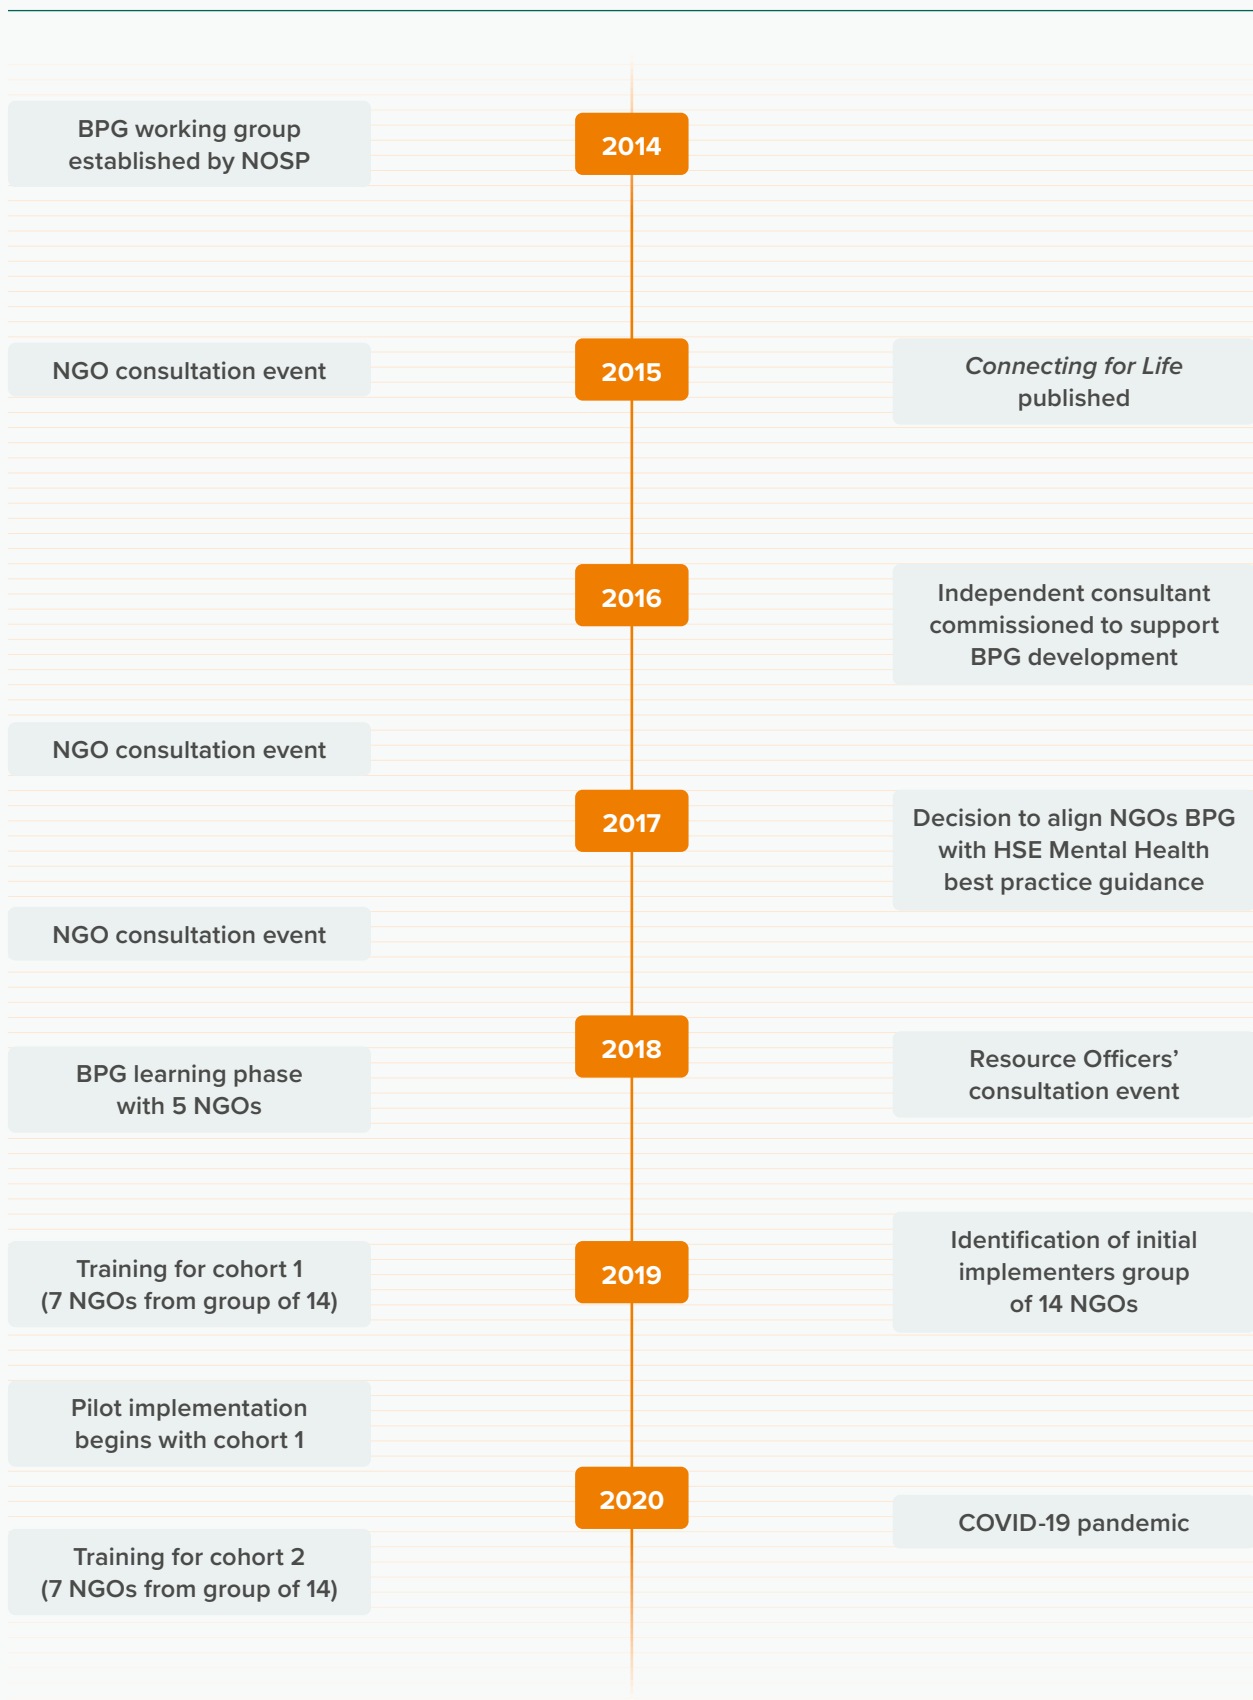 BPG working group
established by NOSP
2014
NGO consultation event
2015
Connecting for Life
published
2016
Independent consultant
commissioned to support
BPG development
NGO consultation event
2017
Decision to align NGOs BPG
with HSE Mental Health
best practice guidance
NGO consultation event
2018
Resource Officers’
consultation event
BPG learning phase
with 5 NGOs
Identification of initial
implementers group
of 14 NGOs
2019
Training for cohort 1
(7 NGOs from group of 14)
Pilot implementation
begins with cohort 1
2020
COVID-19 pandemic
Training for cohort 2
(7 NGOs from group of 14)